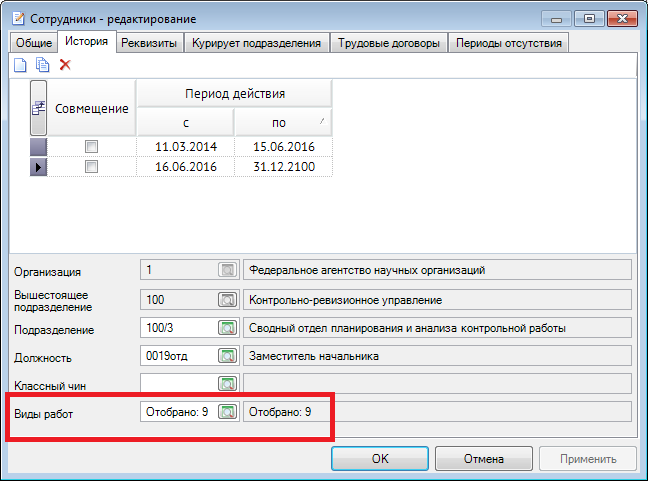 Сотрудники - редактирование
Общие История Реквизиты Курирует подразделения Трудовые договоры Периоды отсутствия
Совмещение Период действия
с по
11.03.2014 15.06.2016
16.06.2016 31.12.2100
Организация 1 Федеральное агентство научных организаций
Вышестоящее
подразделение 100 Контрольно-ревизионное управление
Подразделение 100/3 Сводный отдел планирования и анализа контрольной работы
Должность 0019отд Заместитель начальника
Классный чин
Виды работ Отобрано: 9 Отобрано: 9
OK Отмена Применить